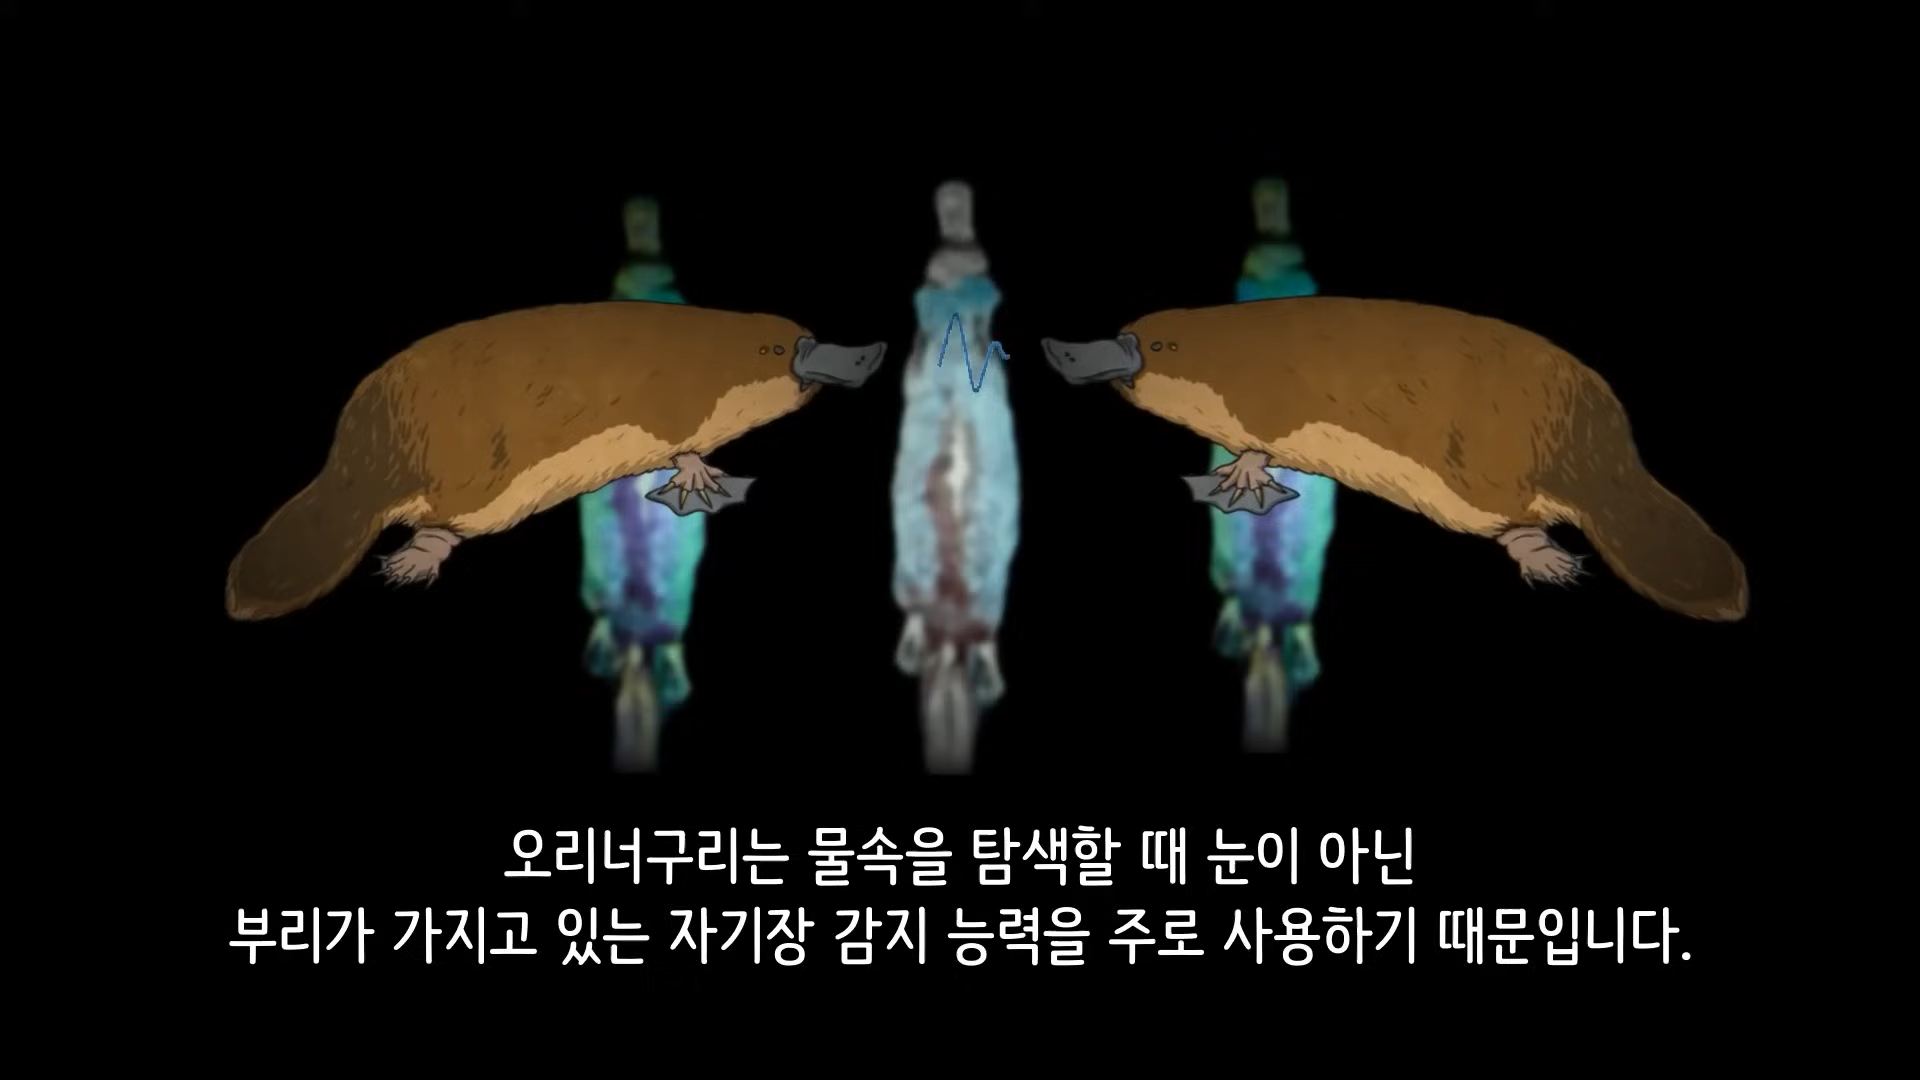 오리너구리는 물속을 탐색할 때 눈이 아닌
부리가 가지고 있는 자기장 감지 능력을 주로 사용하기 때문입니다.